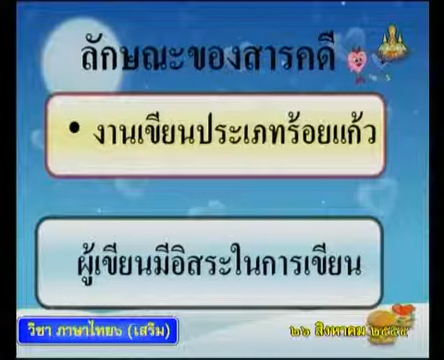 ลักษณะของสารคดี
• งานเขียนประเภทร้อยแก้ว
ผู้เขียนมีอิสระในการเขียน
วิชา ภาษาไทย๖ (เสริม)
๒๖ สิงหาคม ๒๕๕๕